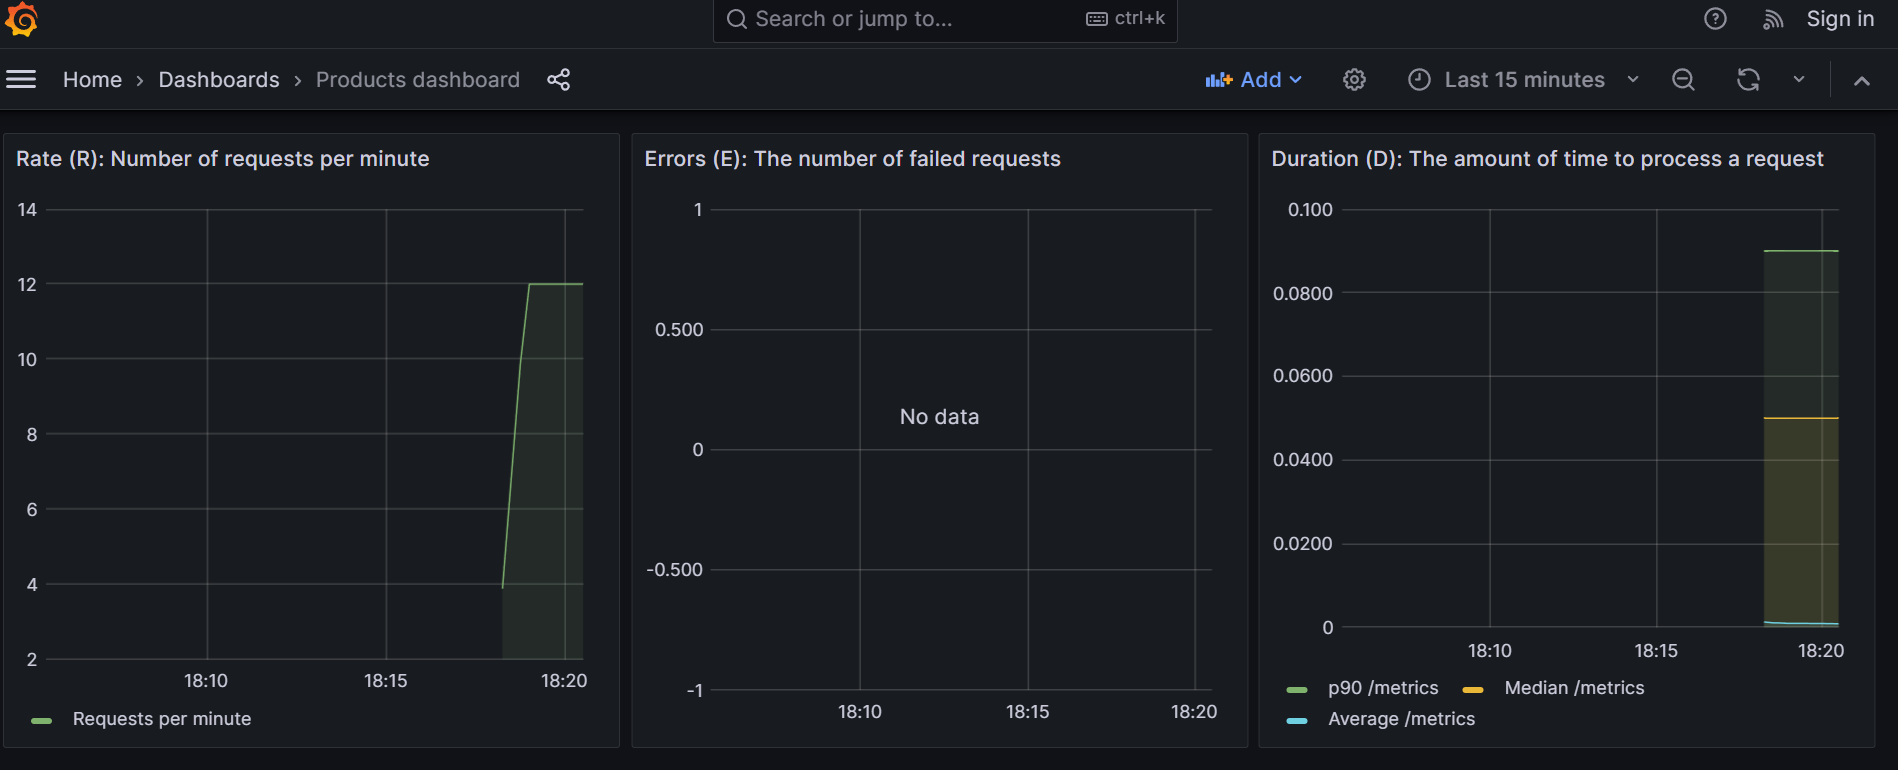 Search or jump to... ctrl+k Sign in
Home › Dashboards › Products dashboard Add Last 15 minutes
Rate (R): Number of requests per minute
14
12
10
8
6
4
2
18:10 18:15 18:20
Requests per minute
Errors (E): The number of failed requests
1
0.500
No data
0
-0.500
-1
18:10 18:15 18:20
Duration (D): The amount of time to process a request
0.100
0.0800
0.0600
0.0400
0.0200
0
18:10 18:15 18:20
p90 /metrics Median /metrics
Average /metrics